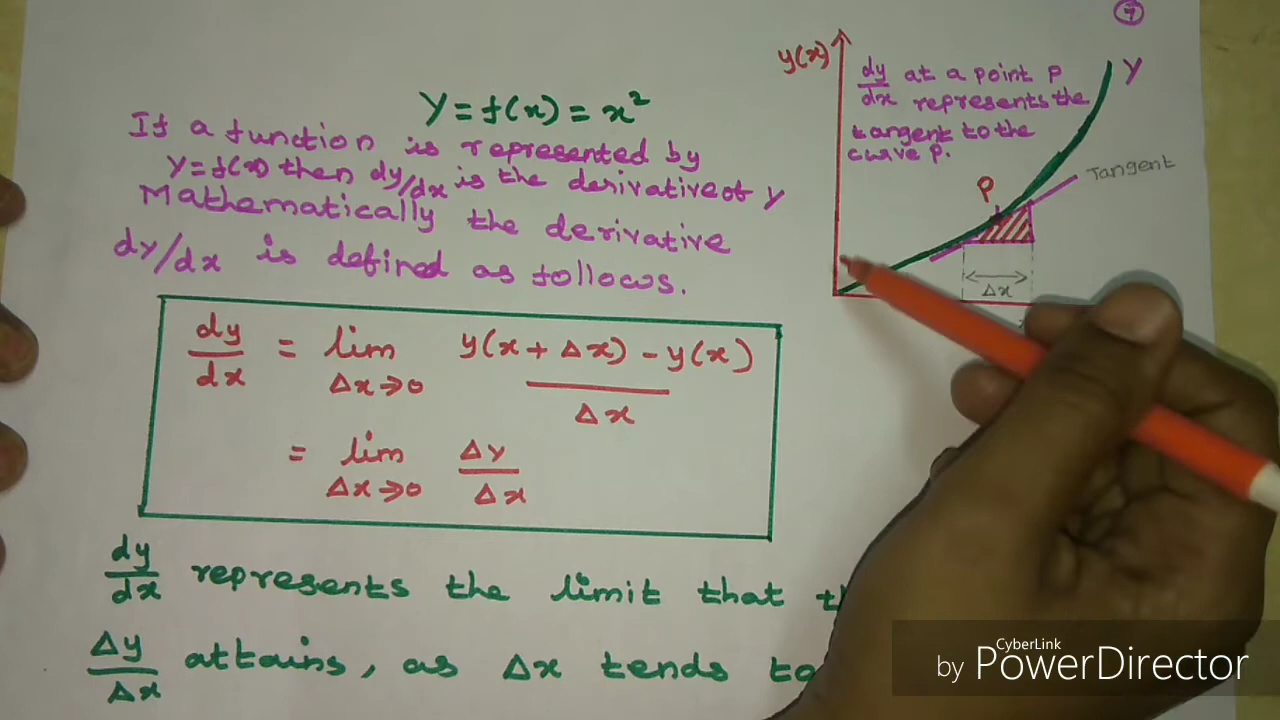 7
Y = f(x) = x²
If a function is represented by
Y = f(x) then dy/dx is the derivative of y
Mathematically the derivative
dy/dx is defined as follows.
dy/dx = lim Δx→0 y(x + Δx) - y(x) / Δx
= lim Δx→0 Δy / Δx
dy/dx represents the limit that
Δy/Δx attains, as Δx tends to
y(x)
dy/dx at a point P
represents the
tangent to the
curve P.
Y
Tangent
P
Δx
CyberLink
by PowerDirector